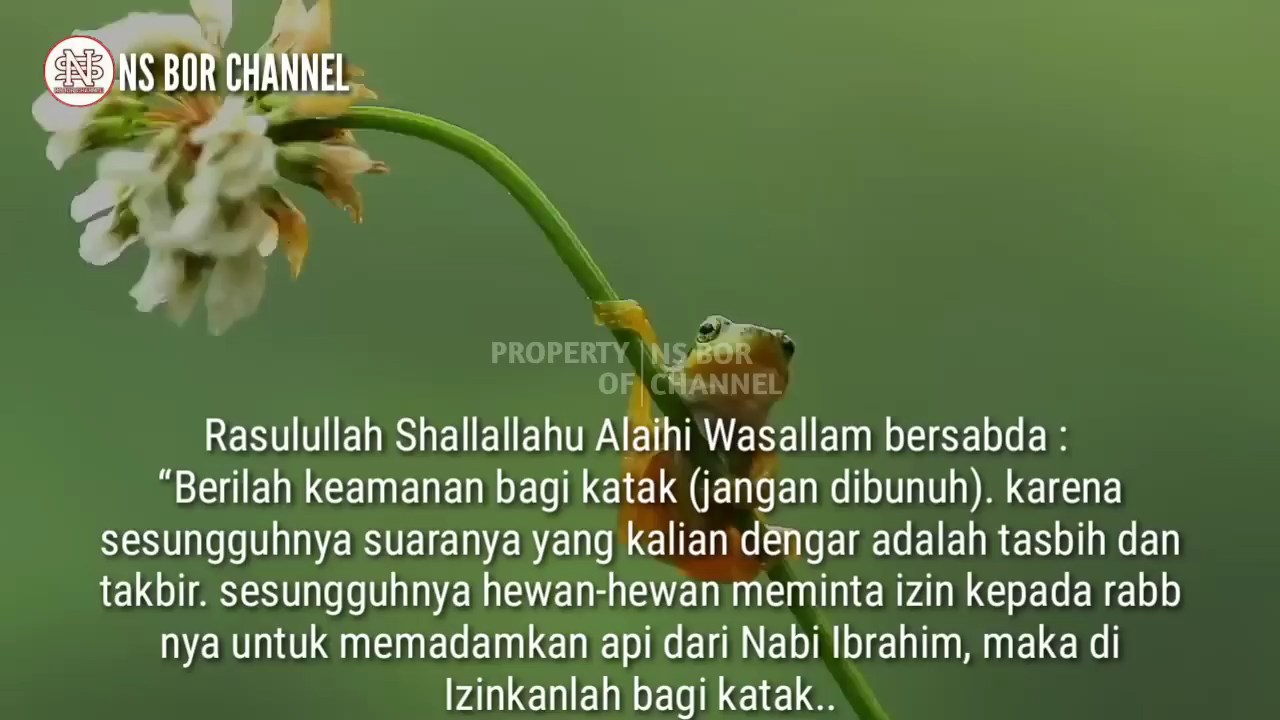 NS BOR CHANNEL
PROPERTY NS BOR
OF CHANNEL
Rasulullah Shallallahu Alaihi Wasallam bersabda :
“Berilah keamanan bagi katak (jangan dibunuh). karena
sesungguhnya suaranya yang kalian dengar adalah tasbih dan
takbir. sesungguhnya hewan-hewan meminta izin kepada rabb
nya untuk memadamkan api dari Nabi Ibrahim, maka di
Izinkanlah bagi katak..